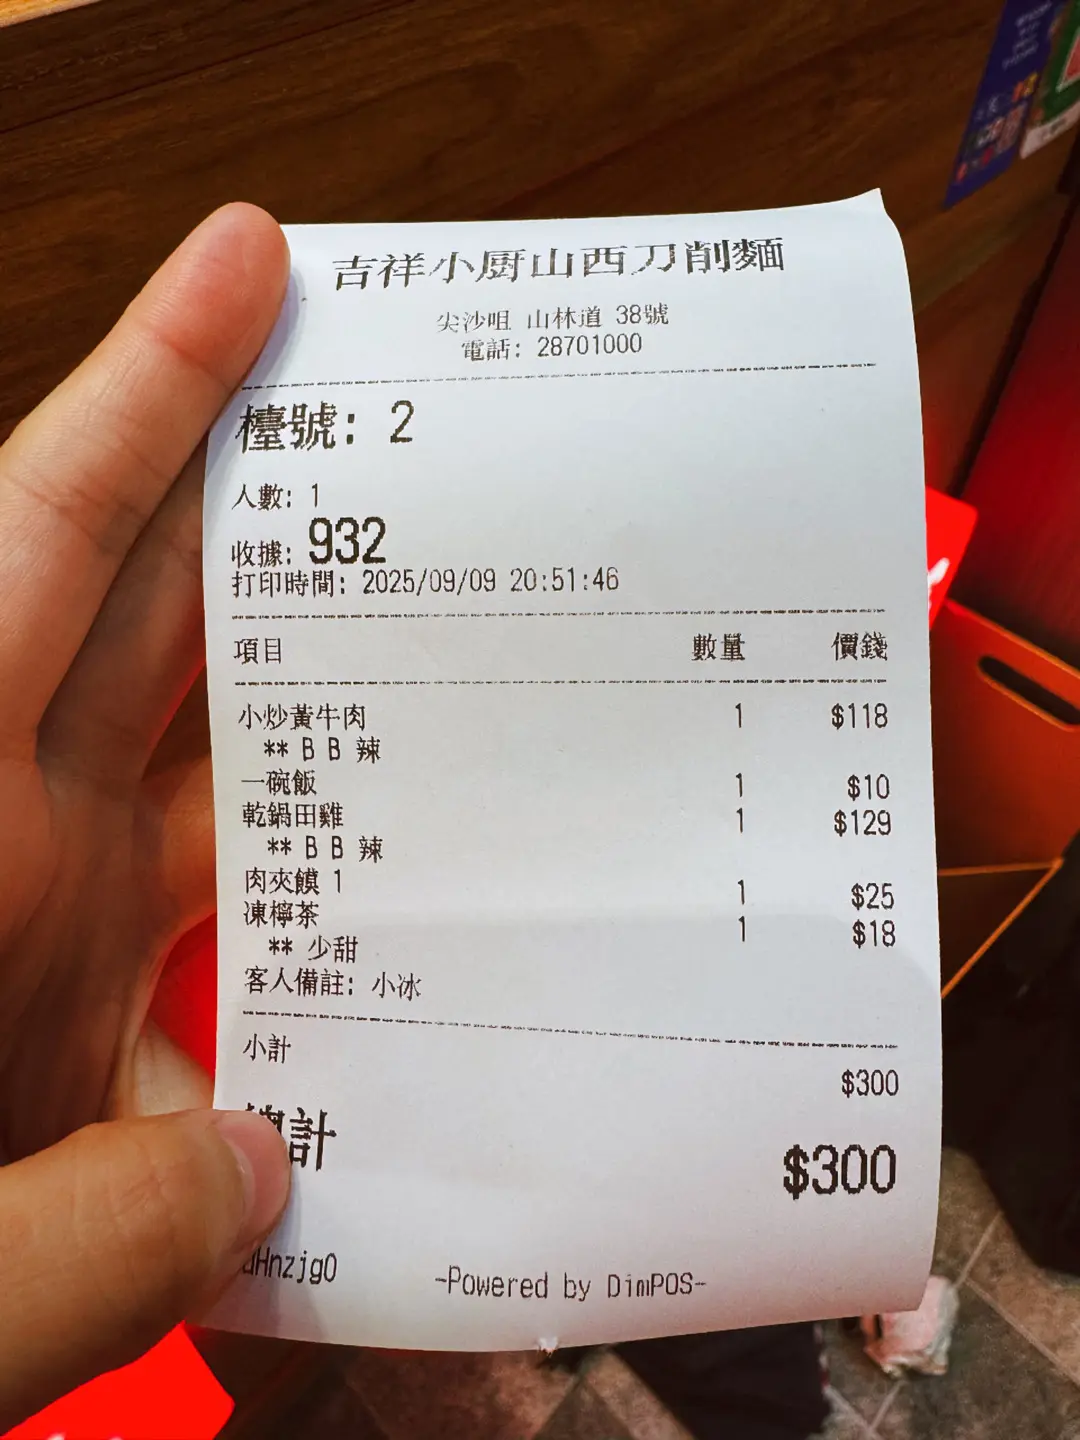 吉祥小厨山西刀削麵
尖沙咀 山林道 38號
電話: 28701000
檯號: 2
人數: 1
收據: 932
打印時間: 2025/09/09 20:51:46
項目 數量 價錢
小炒黃牛肉 1 $118
** B B 辣
一碗飯 1 $10
乾鍋田雞 1 $129
** B B 辣
肉夾饃 1 1 $25
凍檸茶 1 $18
** 少甜
客人備註: 小冰
小計 $300
總計 $300
Hnzjg0
-Powered by DimPOS-